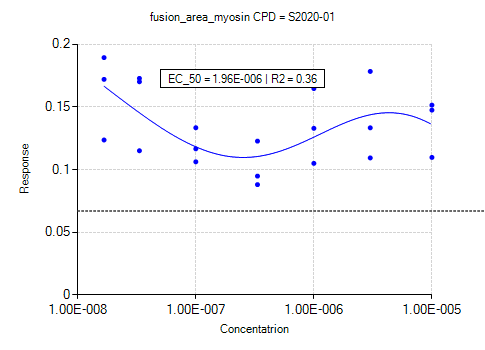 fusion_area_myosin CPD = S2020-01
0.2
EC_50 = 1.96E-006 | R2 = 0.36
0.15
0.1
0.05
0
Response
1.00E-008 1.00E-007 1.00E-006 1.00E-005
Concentatrion